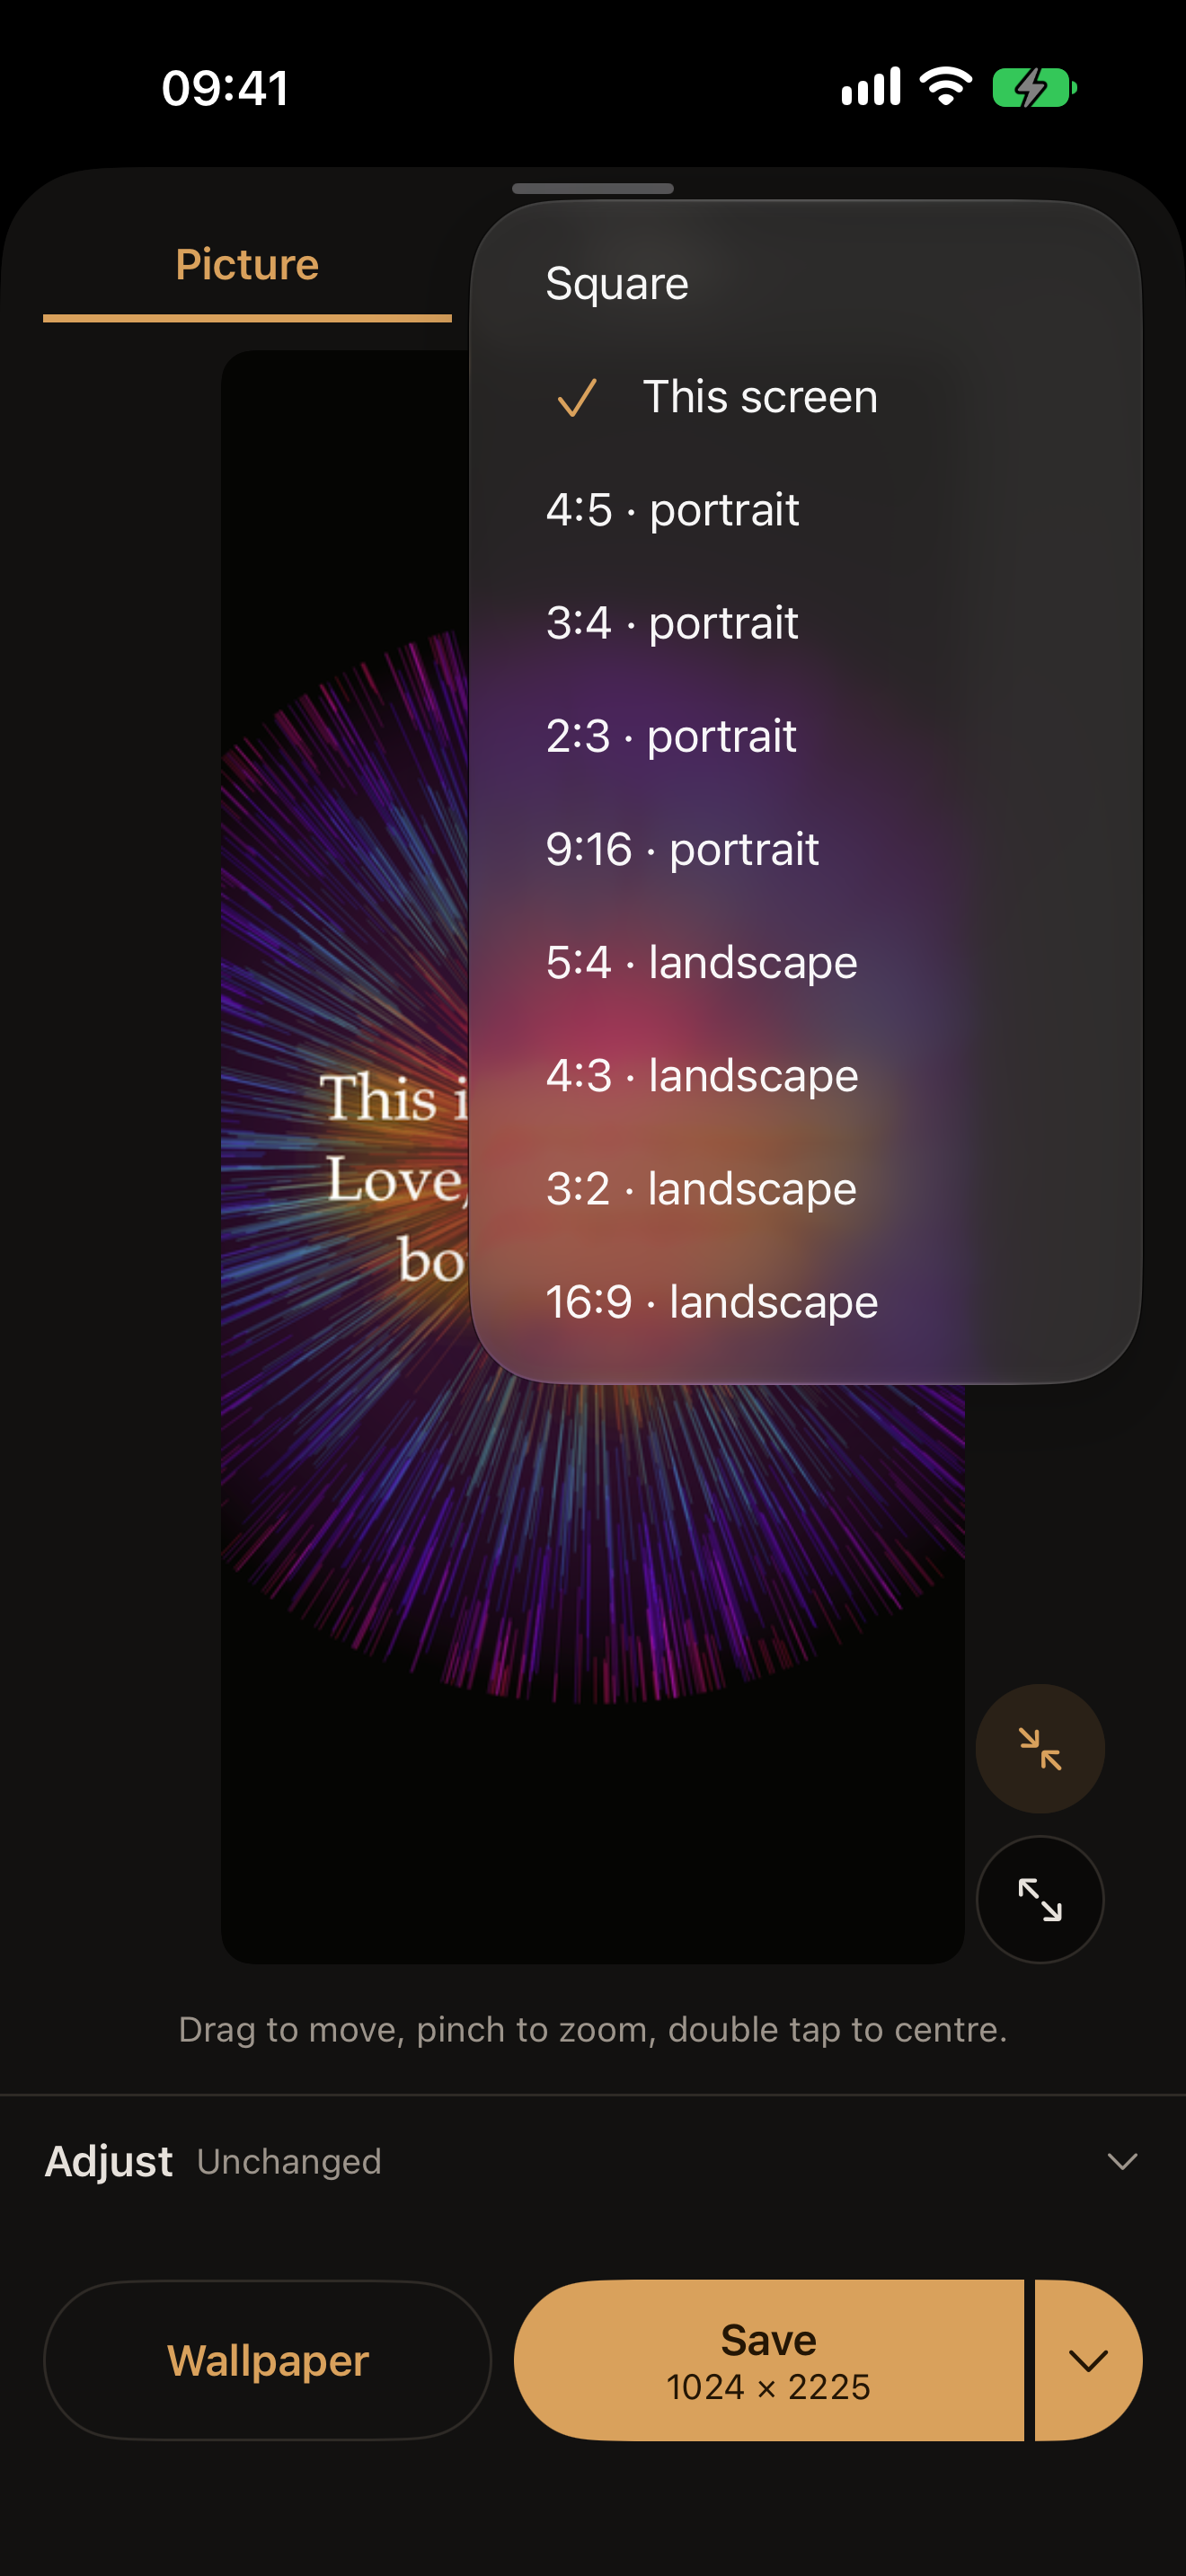 09:41
Picture
Square
This screen
4:5 · portrait
3:4 · portrait
2:3 · portrait
9:16 · portrait
5:4 · landscape
4:3 · landscape
3:2 · landscape
16:9 · landscape
This
Love,
Drag to move, pinch to zoom, double tap to centre.
Adjust Unchanged
Wallpaper
Save
1024 × 2225